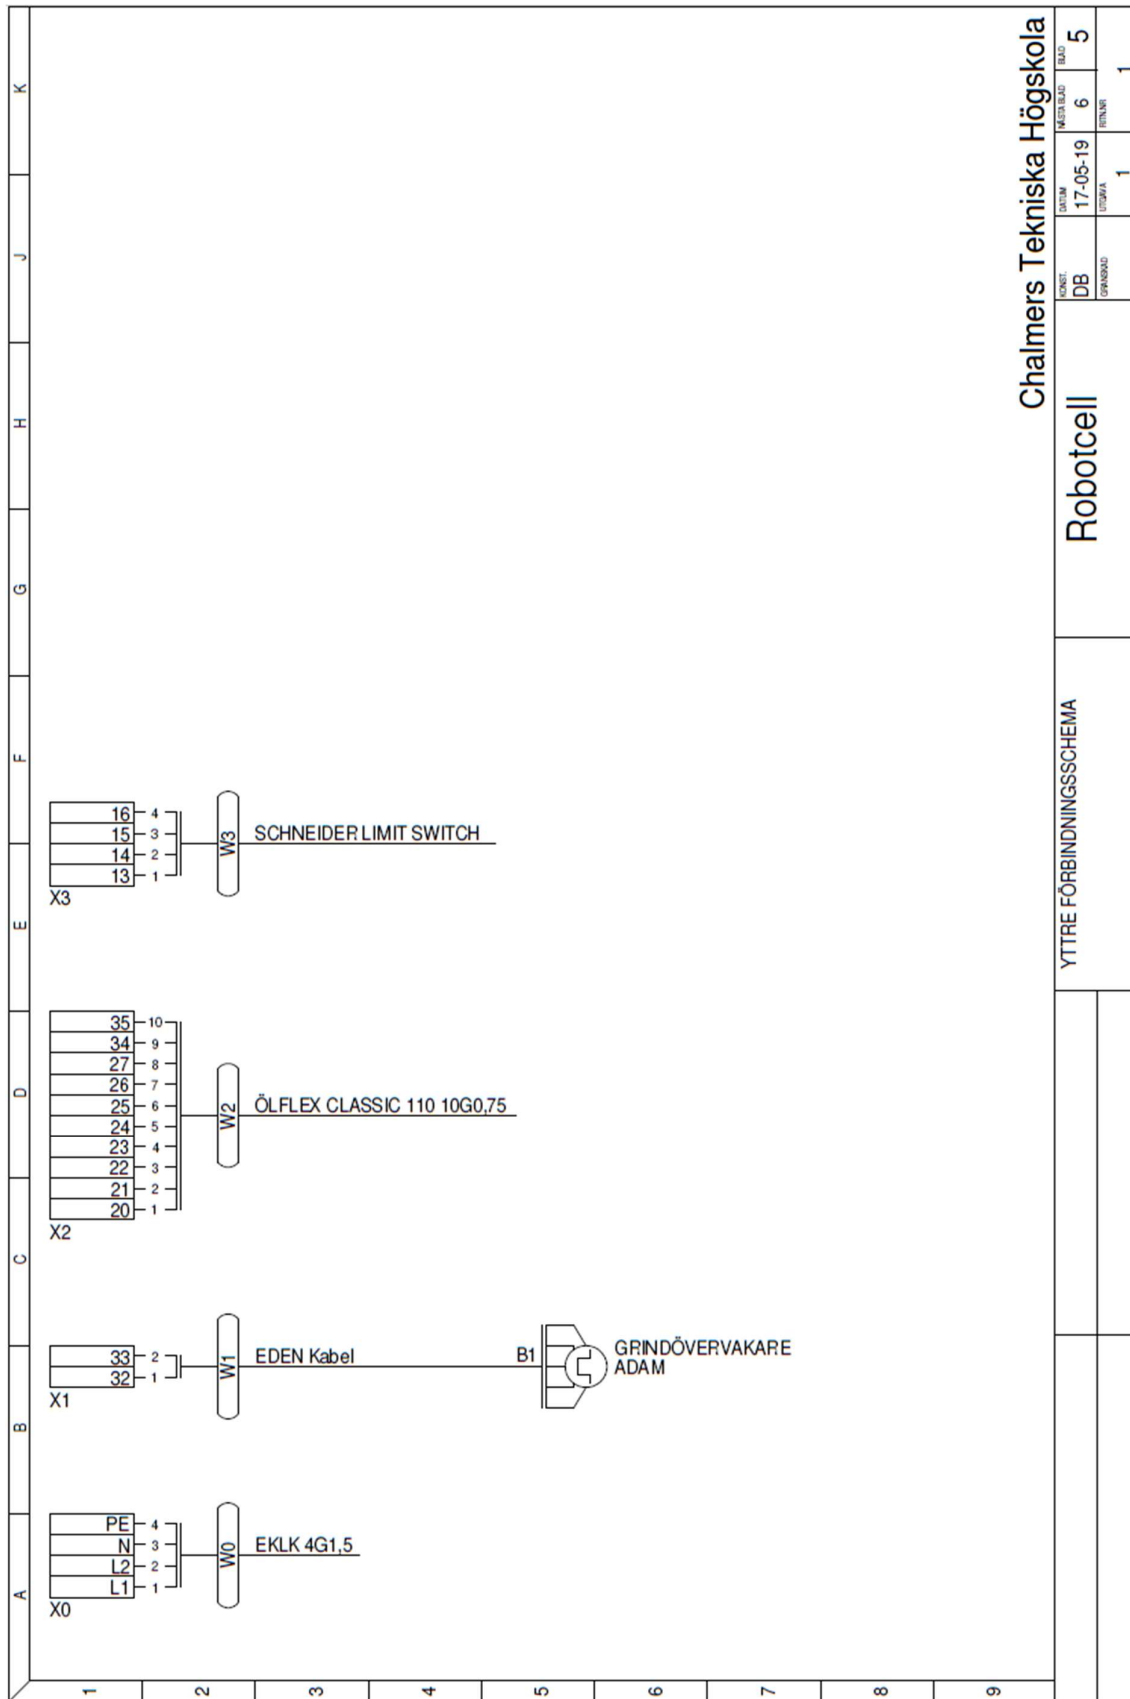 A B C D E F G H J K
1
2
3
4
5
6
7
8
9
X0
L1 1
L2 2
N 3
PE 4
W0
EKLK 4G1,5
X1
32 1
33 2
W1
EDEN Kabel
B1
GRINDÖVERVAKARE
ADAM
X2
20 1
21 2
22 3
23 4
24 5
25 6
26 7
27 8
34 9
35 10
W2
ÖLFLEX CLASSIC 110 10G0,75
X3
13 1
14 2
15 3
16 4
W3
SCHNEIDER LIMIT SWITCH
Chalmers Tekniska Högskola
YTTRE FÖRBINDNINGSSCHEMA
Robotcell
KONST.
DB
DATUM
17-05-19
NÄSTA BLAD
6
BLAD
5
GRANSKAD
UTGÅVA
1
RITN.NR
1